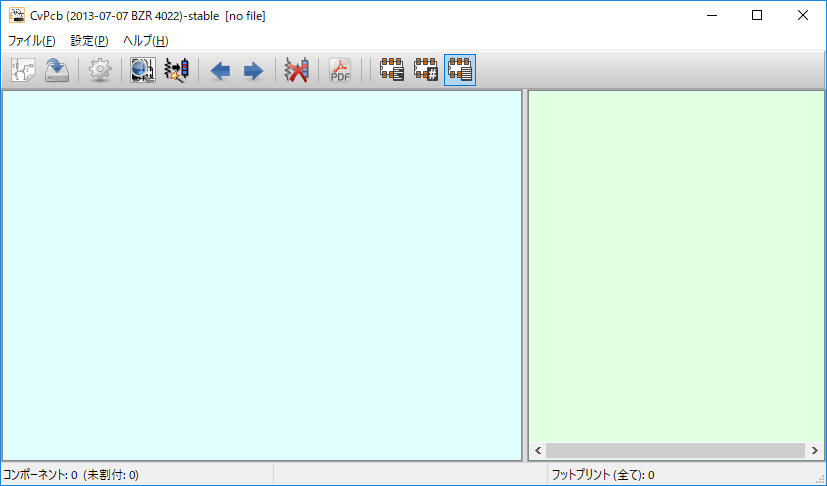 CvPcb (2013-07-07 BZR 4022)-stable [no file]
ファイル(F) 設定(P) ヘルプ(H)
PDF #
コンポーネント: 0 (未割付: 0) フットプリント (全て): 0